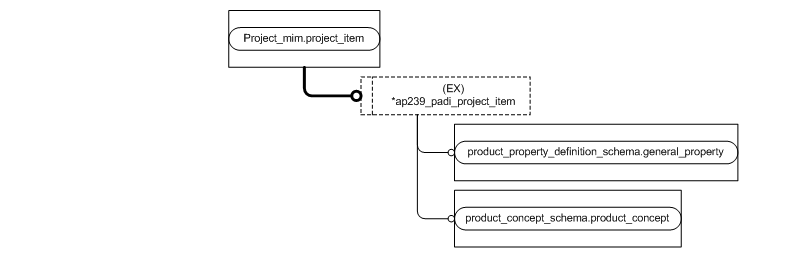 Project_mim.project_item
(EX)
*ap239_padi_project_item
product_property_definition_schema.general_property
product_concept_schema.product_concept